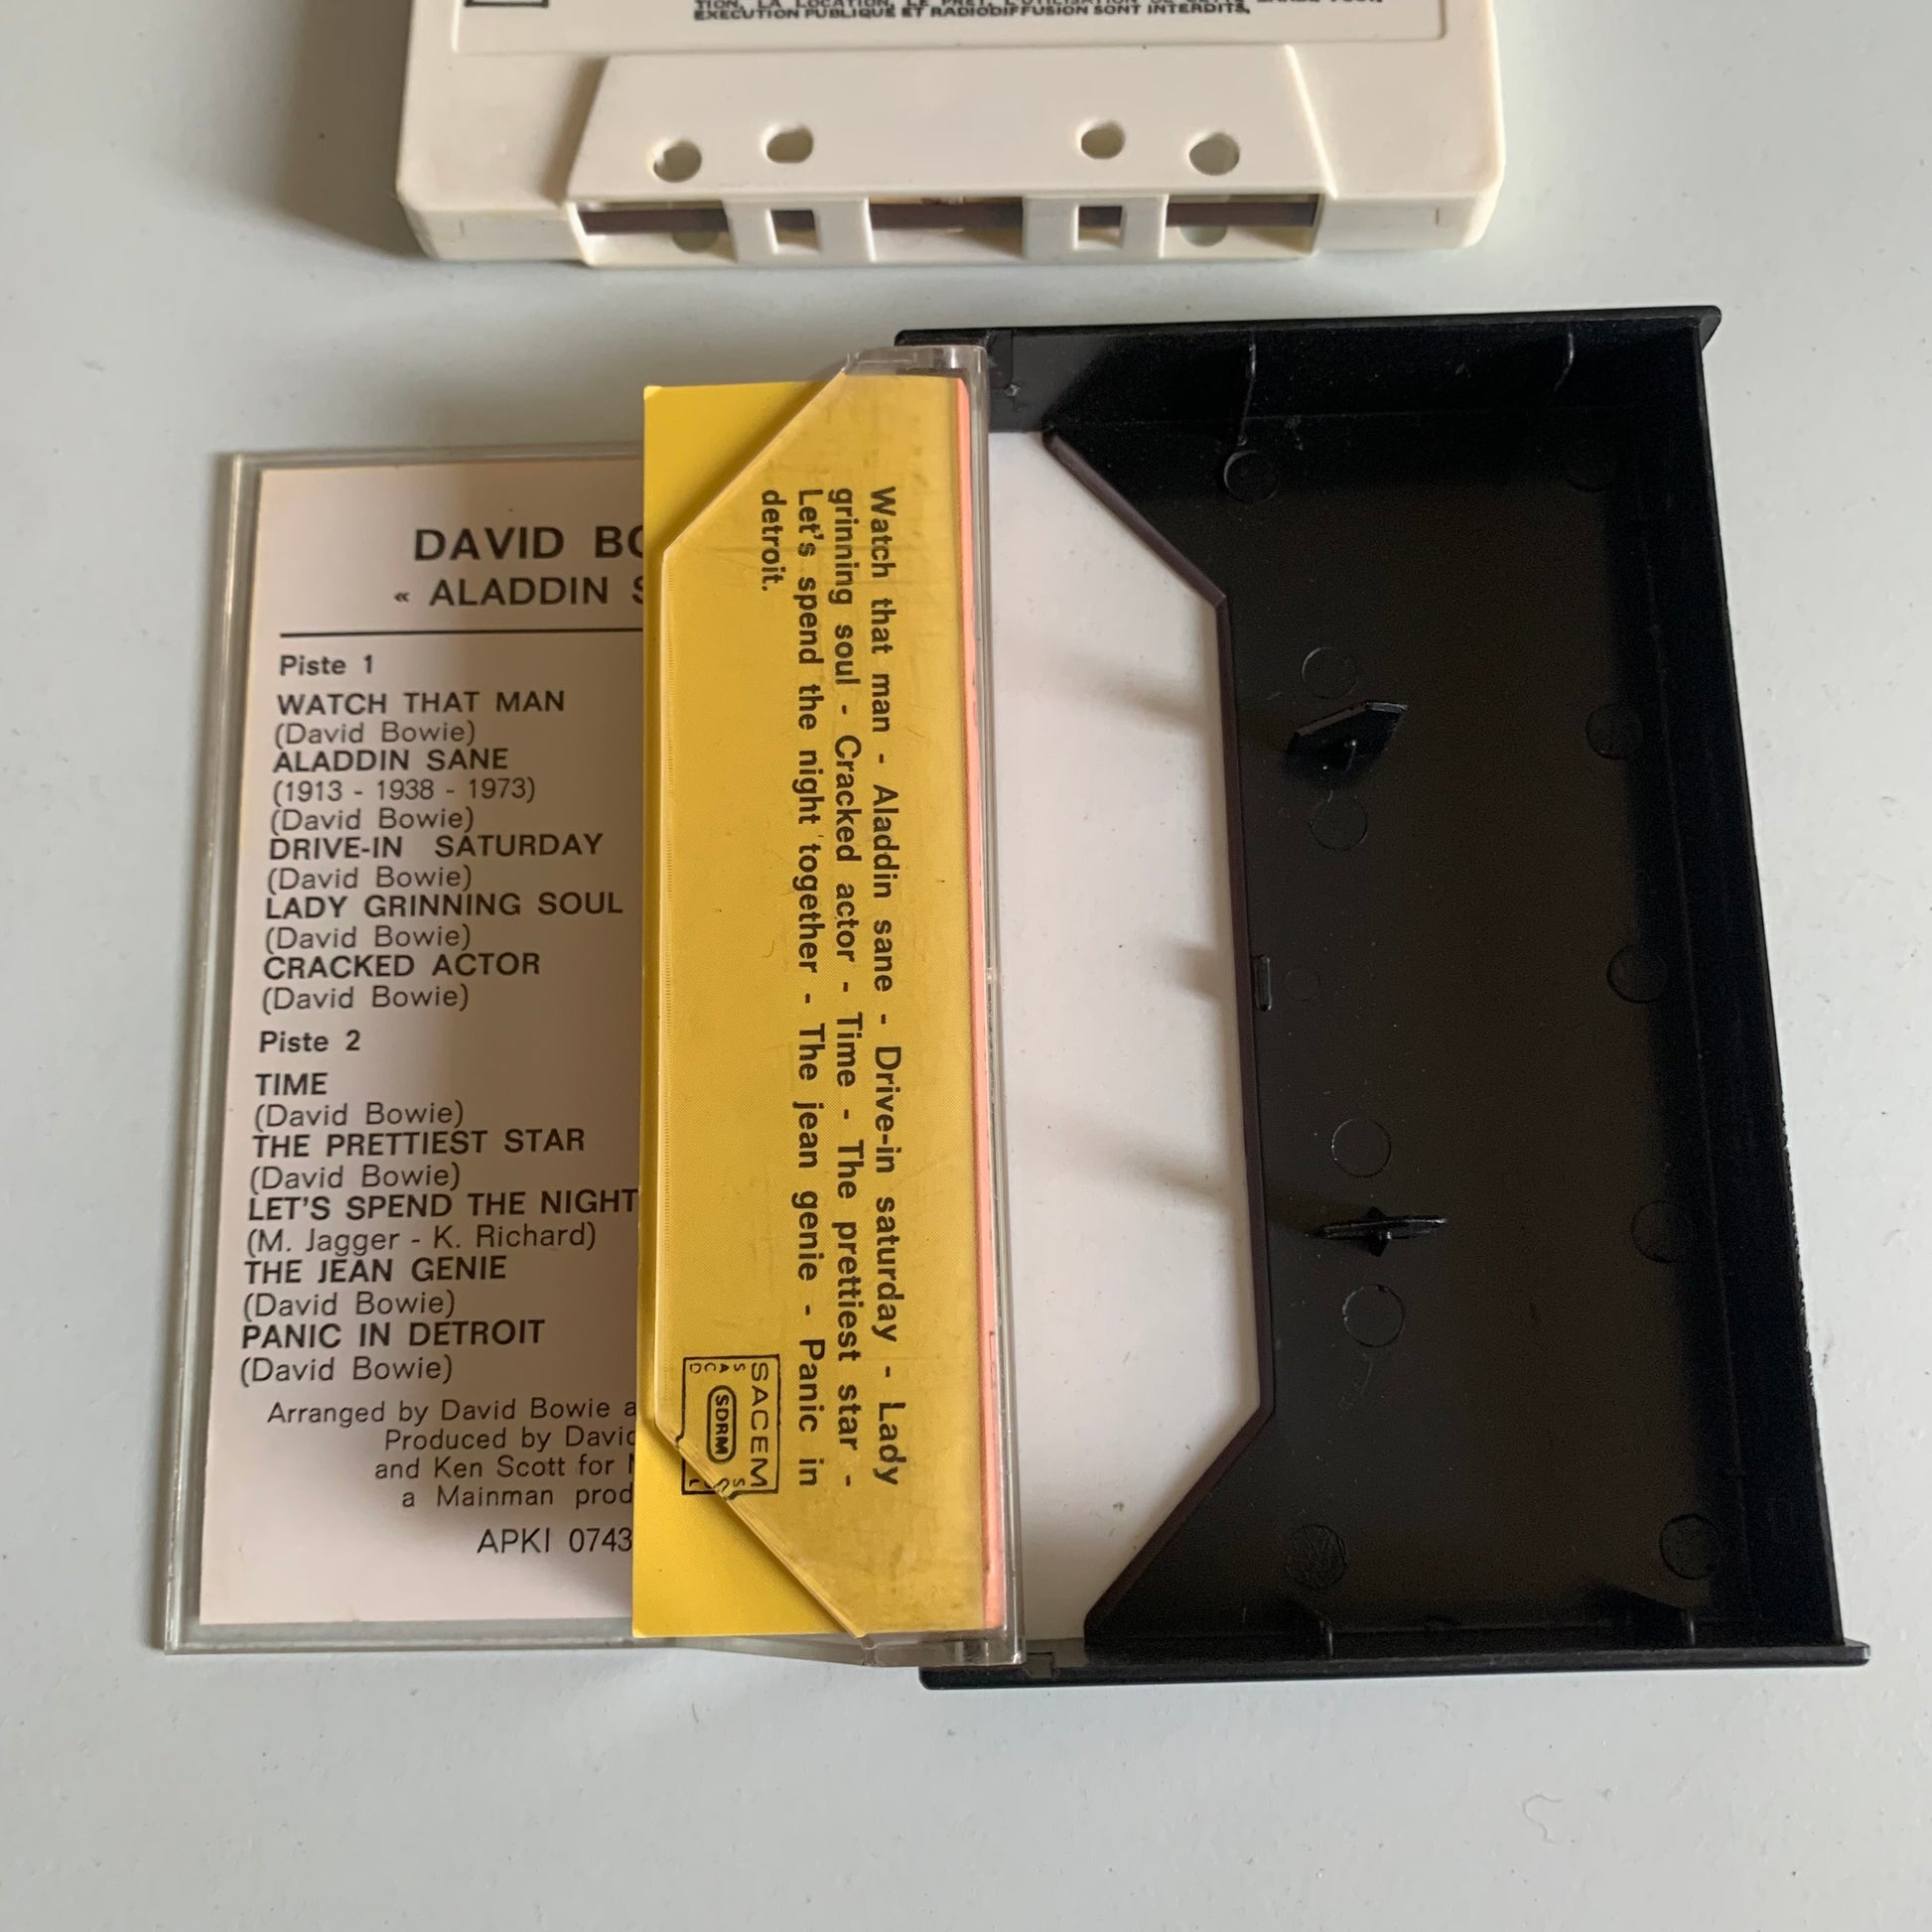 EXECUTION PUBLIQUE ET RADIODIFFUSION SONT INTERDITS.
DAVID BO
« ALADDIN S
Piste 1
WATCH THAT MAN
(David Bowie)
ALADDIN SANE
(1913 - 1938 - 1973)
(David Bowie)
DRIVE-IN SATURDAY
(David Bowie)
LADY GRINNING SOUL
(David Bowie)
CRACKED ACTOR
(David Bowie)
Piste 2
TIME
(David Bowie)
THE PRETTIEST STAR
(David Bowie)
LET'S SPEND THE NIGHT
(M. Jagger - K. Richard)
THE JEAN GENIE
(David Bowie)
PANIC IN DETROIT
(David Bowie)
Arranged by David Bowie a
Produced by David
and Ken Scott for
a Mainman prod
APKI 0743
Watch that man - Aladdin sane - Drive-in saturday - Lady
grinning soul - Cracked actor - Time - The prettiest star -
Let's spend the night together - The jean genie - Panic in
detroit.
SACEM
SDRM